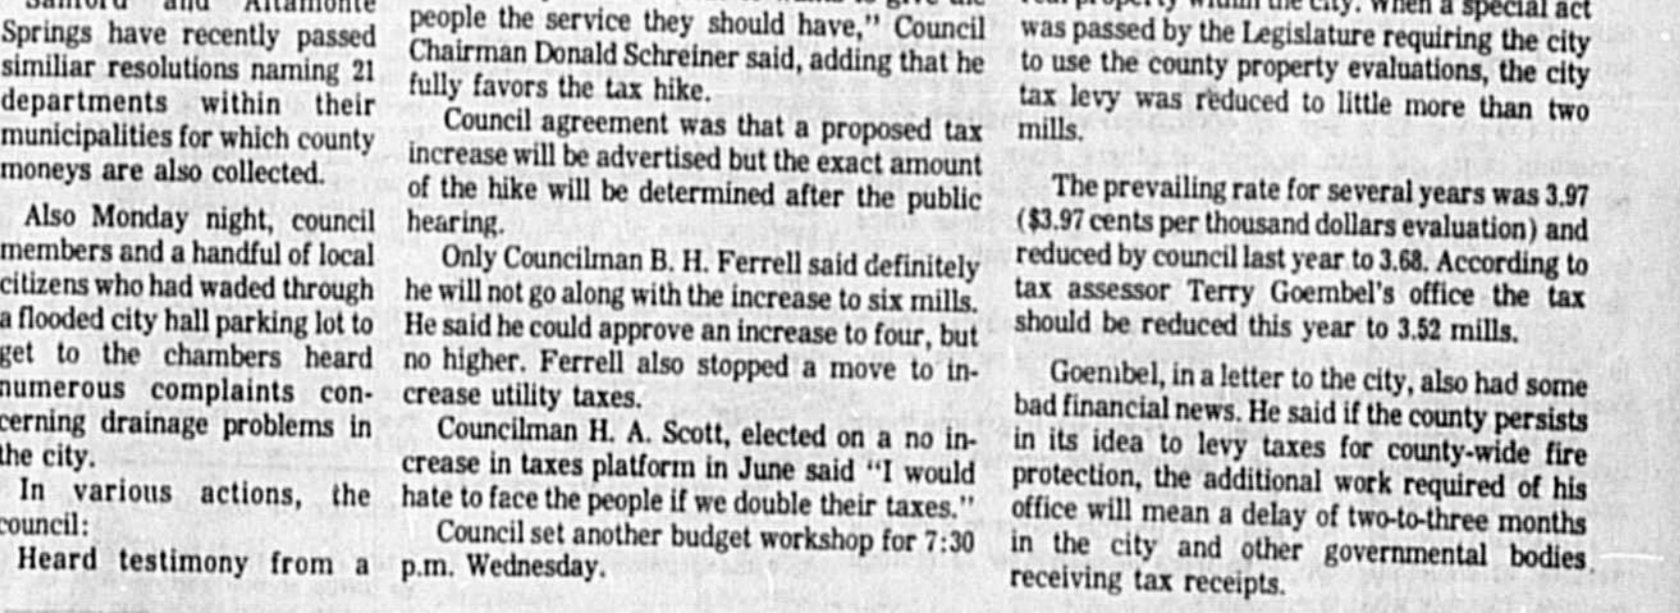 Sanford and Altamonte
Springs have recently passed
similiar resolutions naming 21
departments within their
municipalities for which county
moneys are also collected.
Also Monday night, council
members and a handful of local
citizens who had waded through
a flooded city hall parking lot to
get to the chambers heard
numerous complaints con-
cerning drainage problems in
the city.
In various actions, the
council:
Heard testimony from a
people the service they should have," Council
Chairman Donald Schreiner said, adding that he
fully favors the tax hike.
Council agreement was that a proposed tax
increase will be advertised but the exact amount
of the hike will be determined after the public
hearing.
Only Councilman B. H. Ferrell said definitely
he will not go along with the increase to six mills.
He said he could approve an increase to four, but
no higher. Ferrell also stopped a move to in-
crease utility taxes.
Councilman H. A. Scott, elected on a no in-
crease in taxes platform in June said "I would
hate to face the people if we double their taxes."
Council set another budget workshop for 7:30
p.m. Wednesday.
real property within the city. When a special act
was passed by the Legislature requiring the city
to use the county property evaluations, the city
tax levy was reduced to little more than two
mills.
The prevailing rate for several years was 3.97
($3.97 cents per thousand dollars evaluation) and
reduced by council last year to 3.68. According to
tax assessor Terry Goembel's office the tax
should be reduced this year to 3.52 mills.
Goembel, in a letter to the city, also had some
bad financial news. He said if the county persists
in its idea to levy taxes for county-wide fire
protection, the additional work required of his
office will mean a delay of two-to-three months
in the city and other governmental bodies
receiving tax receipts.